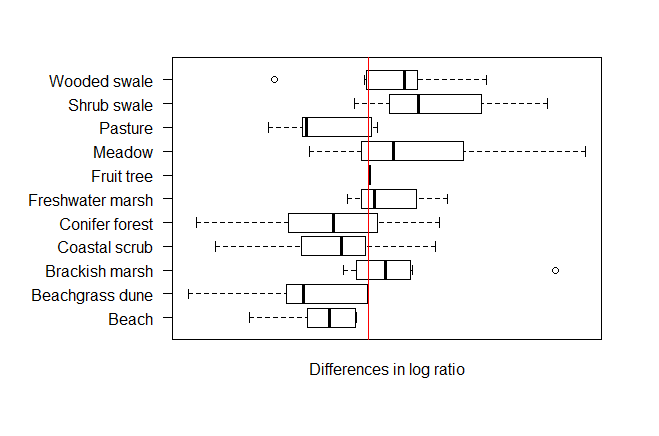 Wooded swale
Shrub swale
Pasture
Meadow
Fruit tree
Freshwater marsh
Conifer forest
Coastal scrub
Brackish marsh
Beachgrass dune
Beach
Differences in log ratio